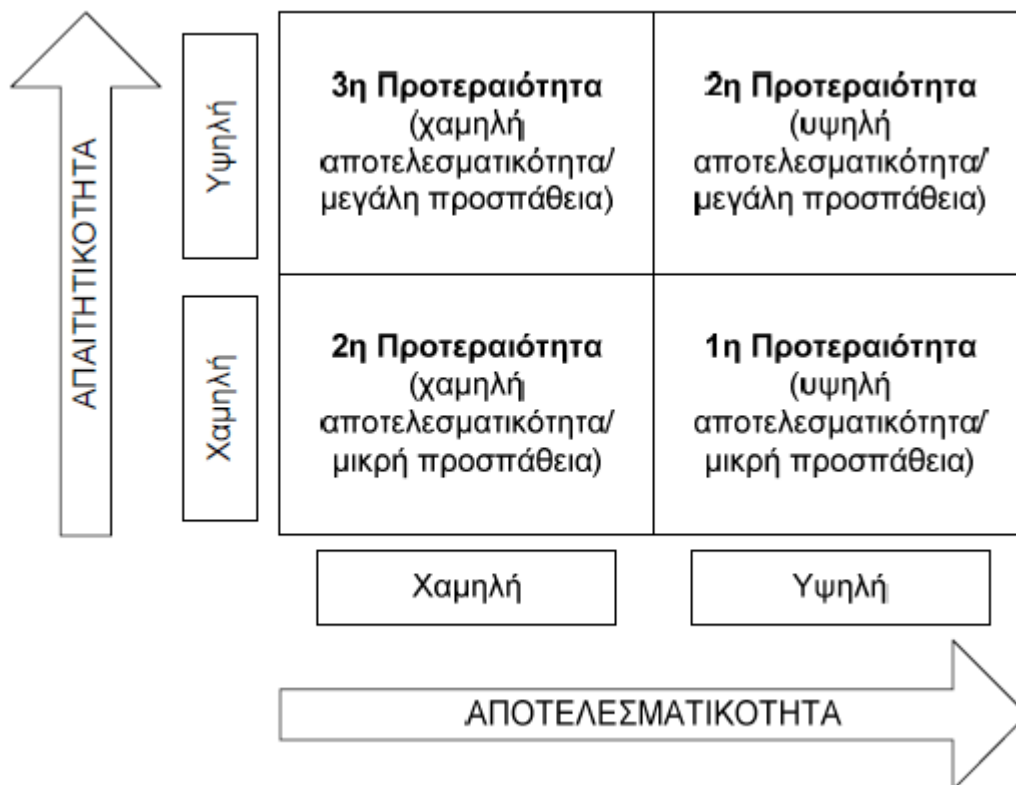 ΑΠΑΙΤΗΤΙΚΟΤΗΤΑ
Υψηλή
3η Προτεραιότητα
(χαμηλή
αποτελεσματικότητα/
μεγάλη προσπάθεια)
2η Προτεραιότητα
(υψηλή
αποτελεσματικότητα/
μεγάλη προσπάθεια)
Χαμηλή
2η Προτεραιότητα
(χαμηλή
αποτελεσματικότητα/
μικρή προσπάθεια)
1η Προτεραιότητα
(υψηλή
αποτελεσματικότητα/
μικρή προσπάθεια)
Χαμηλή
Υψηλή
ΑΠΟΤΕΛΕΣΜΑΤΙΚΟΤΗΤΑ